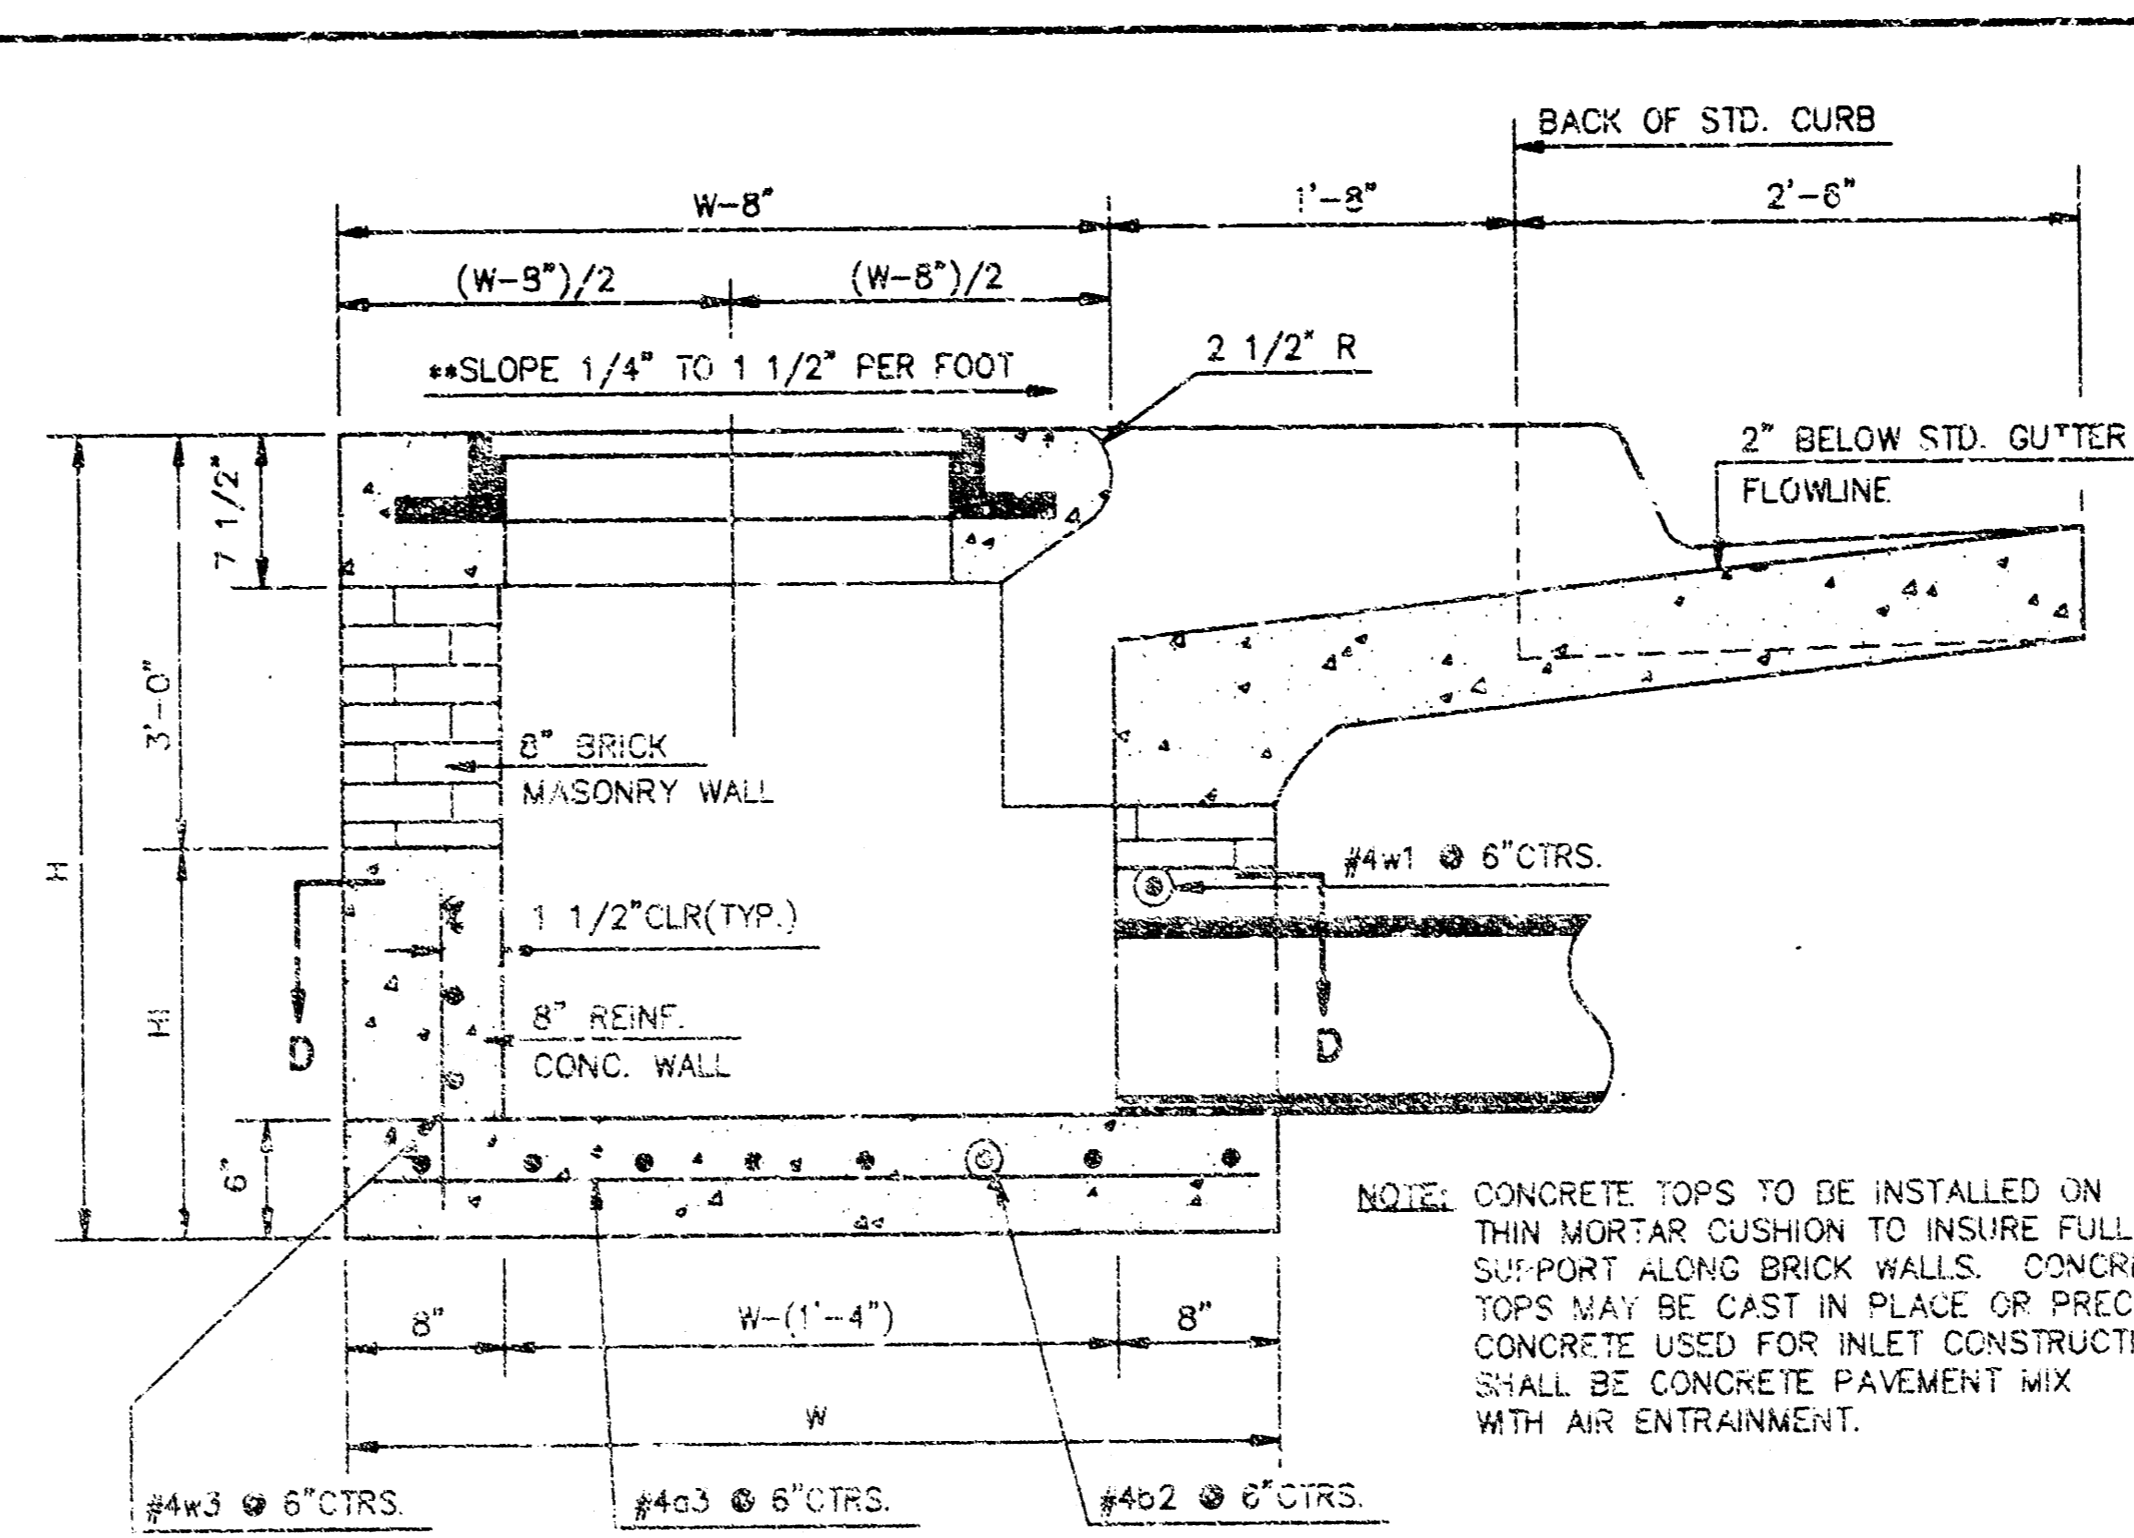 BACK OF STD. CURB
W-8"
1'-8"
2'-6"
(W-8")/2
(W-8")/2
**SLOPE 1/4" TO 1 1/2" PER FOOT
2 1/2" R
2" BELOW STD. GUTTER
FLOWLINE
7 1/2"
3'-0"
8" BRICK
MASONRY WALL
H
#4w1 @ 6"CTRS.
1 1/2"CLR(TYP.)
H1
8" REINF.
CONC. WALL
D
D
6"
NOTE: CONCRETE TOPS TO BE INSTALLED ON
THIN MORTAR CUSHION TO INSURE FULL
SUPPORT ALONG BRICK WALLS. CONCRE
TOPS MAY BE CAST IN PLACE OR PREC
CONCRETE USED FOR INLET CONSTRUCTI
SHALL BE CONCRETE PAVEMENT MIX
WITH AIR ENTRAINMENT.
8"
W-(1'-4")
8"
W
#4w3 @ 6"CTRS.
#4a3 @ 6"CTRS.
#4b2 @ 6"CTRS.